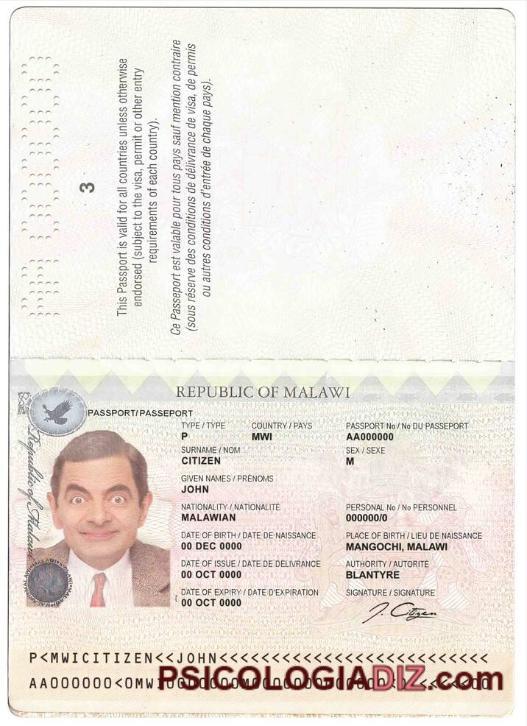 3
This Passport is valid for all countries unless otherwise
endorsed (subject to the visa, permit or other entry
requirements of each country).
Ce Passeport est valable pour tous pays sauf mention contraire
(sous réserve des conditions de délivrance de visa, de permis
ou autres conditions d'entrée de chaque pays).
REPUBLIC OF MALAWI
PASSPORT/PASSEPORT
Republic of Malawi
TYPE / TYPE COUNTRY / PAYS PASSPORT No / No DU PASSEPORT
P MWI AA000000
SURNAME / NOM SEX / SEXE
CITIZEN M
GIVEN NAMES / PRÉNOMS
JOHN
NATIONALITY / NATIONALITÉ PERSONAL No / No PERSONNEL
MALAWIAN 000000/0
DATE OF BIRTH / DATE DE NAISSANCE PLACE OF BIRTH / LIEU DE NAISSANCE
00 DEC 0000 MANGOCHI, MALAWI
DATE OF ISSUE / DATE DE DÉLIVRANCE AUTHORITY / AUTORITÉ
00 OCT 0000 BLANTYRE
DATE OF EXPIRY / DATE D'EXPIRATION SIGNATURE / SIGNATURE
00 OCT 0000 J. Citizen
P<MWICITIZEN<<JOHN<<<<<<<<<<<<<<<<<<<<<<<<<<
PSICOLOGIADIZ.com